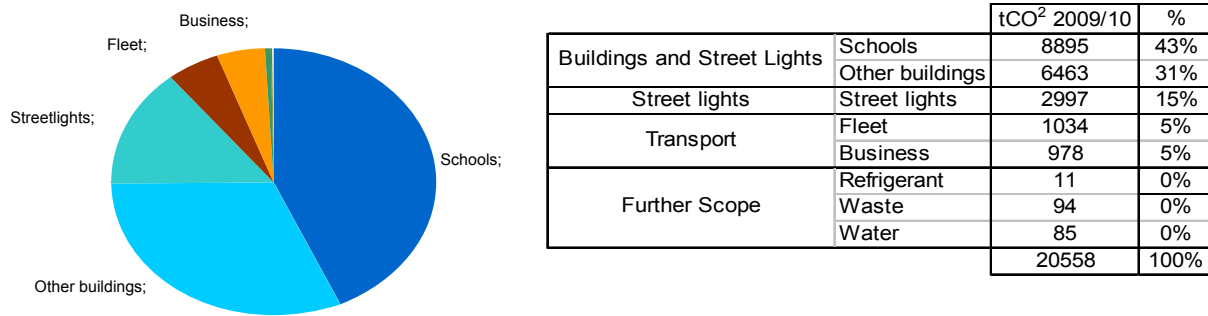 Business;
Fleet;
Streetlights;
Schools;
Other buildings;
tCO2 2009/10 %
Buildings and Street Lights Schools 8895 43%
Other buildings 6463 31%
Street lights Street lights 2997 15%
Transport Fleet 1034 5%
Business 978 5%
Further Scope Refrigerant 11 0%
Waste 94 0%
Water 85 0%
20558 100%